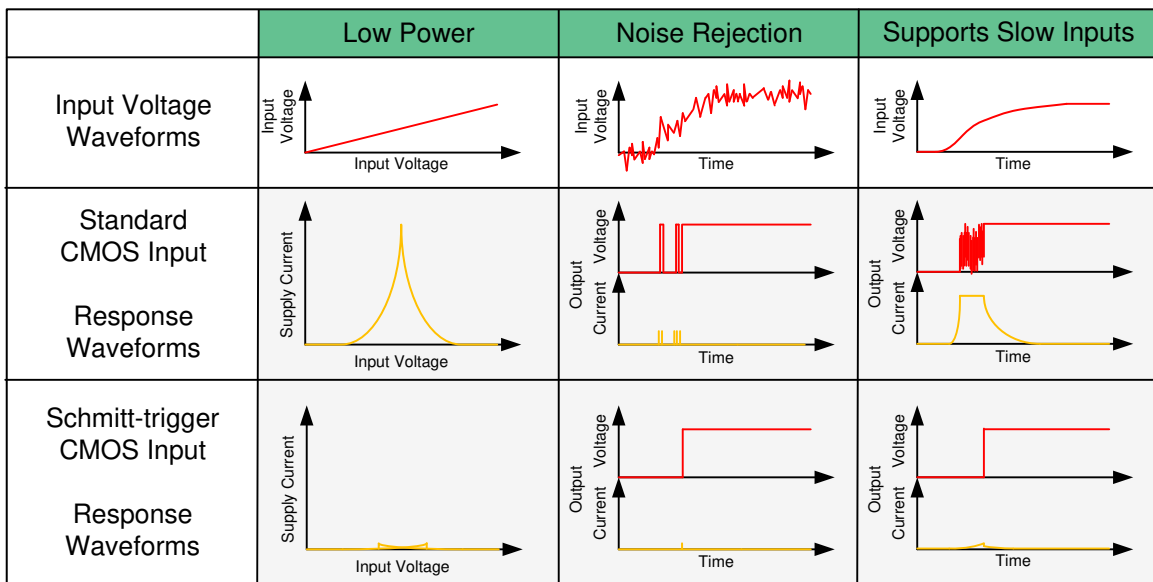 Low Power
Noise Rejection
Supports Slow Inputs
Input Voltage
Waveforms
Input
Voltage
Input Voltage
Input
Voltage
Time
Input
Voltage
Time
Standard
CMOS Input
Response
Waveforms
Supply Current
Input Voltage
Output
Voltage
Current
Time
Output
Voltage
Current
Time
Schmitt-trigger
CMOS Input
Response
Waveforms
Supply Current
Input Voltage
Output
Voltage
Current
Time
Output
Voltage
Current
Time